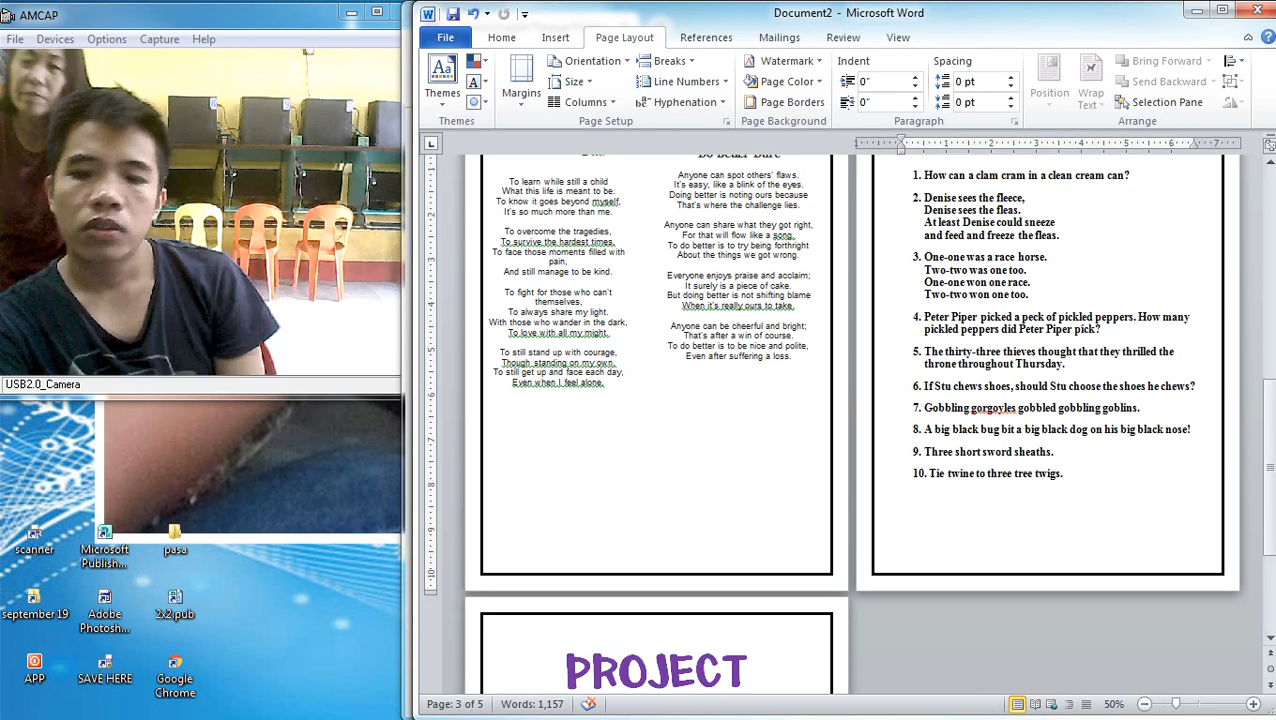 AMCAP
File Devices Options Capture Help
USB2.0_Camera
scanner
Microsoft Publish...
pasa
september 19
Adobe Photosh...
2x2.pub
APP
SAVE HERE
Google Chrome
Document2 - Microsoft Word
File Home Insert Page Layout References Mailings Review View
Themes
Margins
Orientation
Size
Columns
Breaks
Line Numbers
Hyphenation
Page Setup
Watermark
Page Color
Page Borders
Page Background
Indent
0"
0"
Spacing
0 pt
0 pt
Paragraph
Position
Wrap Text
Bring Forward
Send Backward
Selection Pane
Arrange
To learn while still a child
What this life is meant to be.
To know it goes beyond myself,
It's so much more than me.
To overcome the tragedies,
To survive the hardest times.
To face those moments filled with
pain,
And still manage to be kind.
To fight for those who can't
themselves,
To always share my light.
With those who wander in the dark,
To love with all my might.
To still stand up with courage,
Though standing on my own.
To still get up and face each day,
Even when I feel alone.
Do Better Dare
Anyone can spot others' flaws.
It's easy, like a blink of the eyes.
Doing better is noting ours because
That's where the challenge lies.
Anyone can share what they got right,
For that will flow like a song.
To do better is to try being forthright
About the things we got wrong.
Everyone enjoys praise and acclaim;
It surely is a piece of cake.
But doing better is not shifting blame
When it's really ours to take.
Anyone can be cheerful and bright;
That's after a win of course.
To do better is to be nice and polite,
Even after suffering a loss.
1. How can a clam cram in a clean cream can?
2. Denise sees the fleece,
Denise sees the fleas.
At least Denise could sneeze
and feed and freeze the fleas.
3. One-one was a race horse.
Two-two was one too.
One-one won one race.
Two-two won one too.
4. Peter Piper picked a peck of pickled peppers. How many
pickled peppers did Peter Piper pick?
5. The thirty-three thieves thought that they thrilled the
throne throughout Thursday.
6. If Stu chews shoes, should Stu choose the shoes he chews?
7. Gobbling gorgoyles gobbled gobbling goblins.
8. A big black bug bit a big black dog on his big black nose!
9. Three short sword sheaths.
10. Tie twine to three tree twigs.
PROJECT
Page: 3 of 5 Words: 1,157
50%